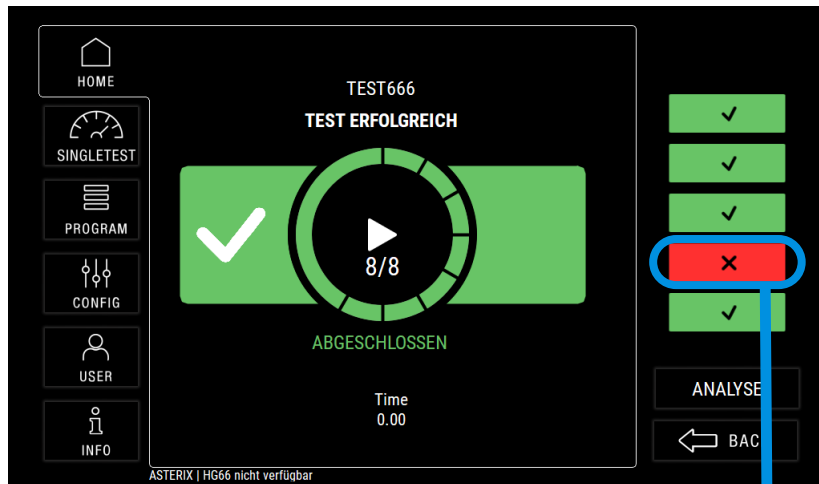 HOME
SINGLETEST
PROGRAM
CONFIG
USER
INFO
TEST666
TEST ERFOLGREICH
8/8
ABGESCHLOSSEN
Time
0.00
ANALYSE
BAC
ASTERIX | HG66 nicht verfügbar